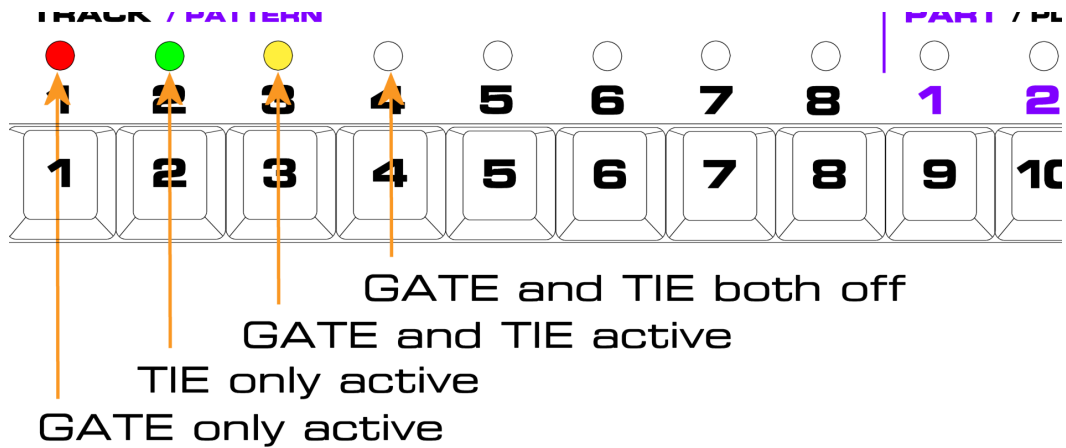 TRACK / PATTERN PART / PL
1 2 3 4 5 6 7 8 1 2
1 2 3 4 5 6 7 8 9 10
GATE and TIE both off
GATE and TIE active
TIE only active
GATE only active